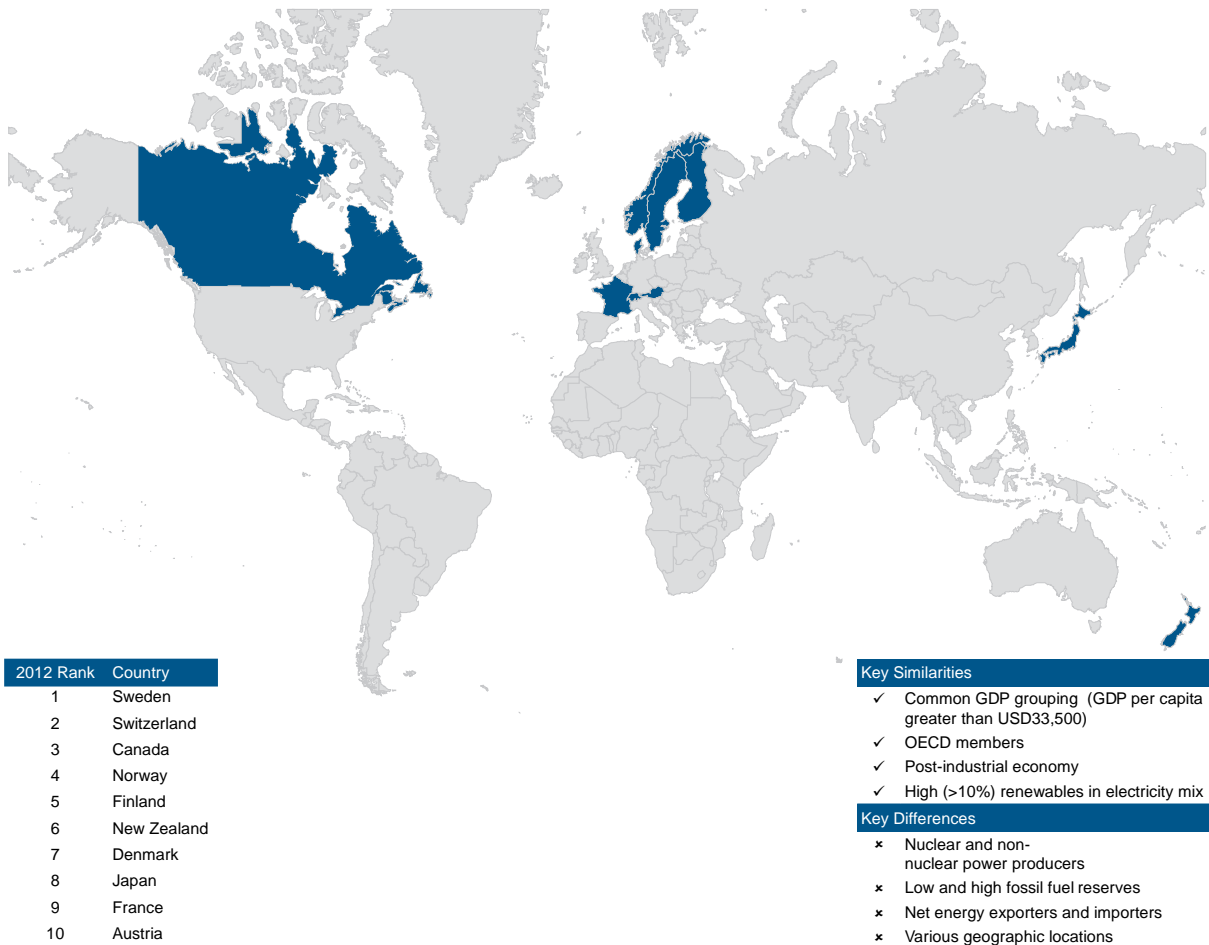 2012 Rank Country
1 Sweden
2 Switzerland
3 Canada
4 Norway
5 Finland
6 New Zealand
7 Denmark
8 Japan
9 France
10 Austria
Key Similarities
✓ Common GDP grouping (GDP per capita
greater than USD33,500)
✓ OECD members
✓ Post-industrial economy
✓ High (>10%) renewables in electricity mix
Key Differences
× Nuclear and non-
nuclear power producers
× Low and high fossil fuel reserves
× Net energy exporters and importers
× Various geographic locations